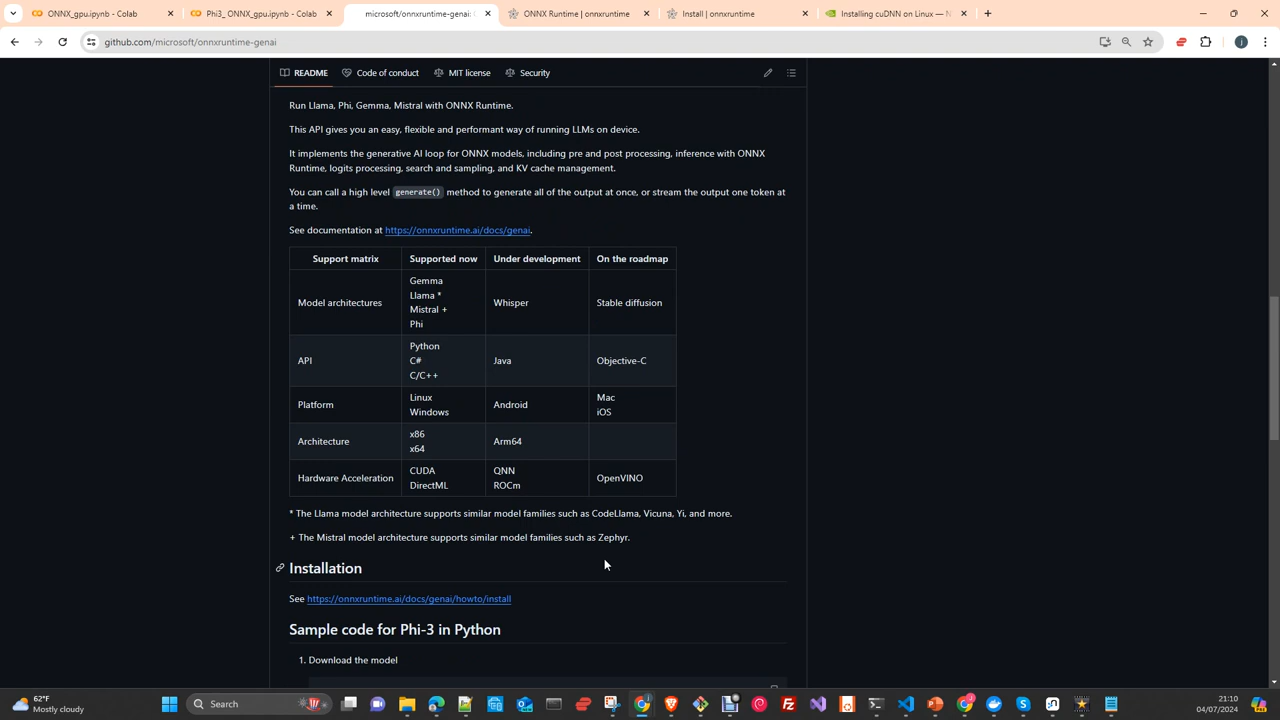 ONNX_gpu.ipynb - Colab
Phi3_ ONNX_gpu.ipynb - Colab
microsoft/onnxruntime-genai: G
ONNX Runtime | onnxruntime
Install | onnxruntime
Installing cuDNN on Linux — N
github.com/microsoft/onnxruntime-genai
README
Code of conduct
MIT license
Security
Run Llama, Phi, Gemma, Mistral with ONNX Runtime.
This API gives you an easy, flexible and performant way of running LLMs on device.
It implements the generative AI loop for ONNX models, including pre and post processing, inference with ONNX
Runtime, logits processing, search and sampling, and KV cache management.
You can call a high level generate() method to generate all of the output at once, or stream the output one token at
a time.
See documentation at https://onnxruntime.ai/docs/genai.
Support matrix Supported now Under development On the roadmap
Gemma
Llama *
Model architectures Whisper Stable diffusion
Mistral +
Phi
Python
API C# Java Objective-C
C/C++
Linux Mac
Platform Android
Windows iOS
x86
Architecture Arm64
x64
CUDA QNN
Hardware Acceleration OpenVINO
DirectML ROCm
* The Llama model architecture supports similar model families such as CodeLlama, Vicuna, Yi, and more.
+ The Mistral model architecture supports similar model families such as Zephyr.
Installation
See https://onnxruntime.ai/docs/genai/howto/install
Sample code for Phi-3 in Python
1. Download the model
62°F
Mostly cloudy
Search
21:10
04/07/2024